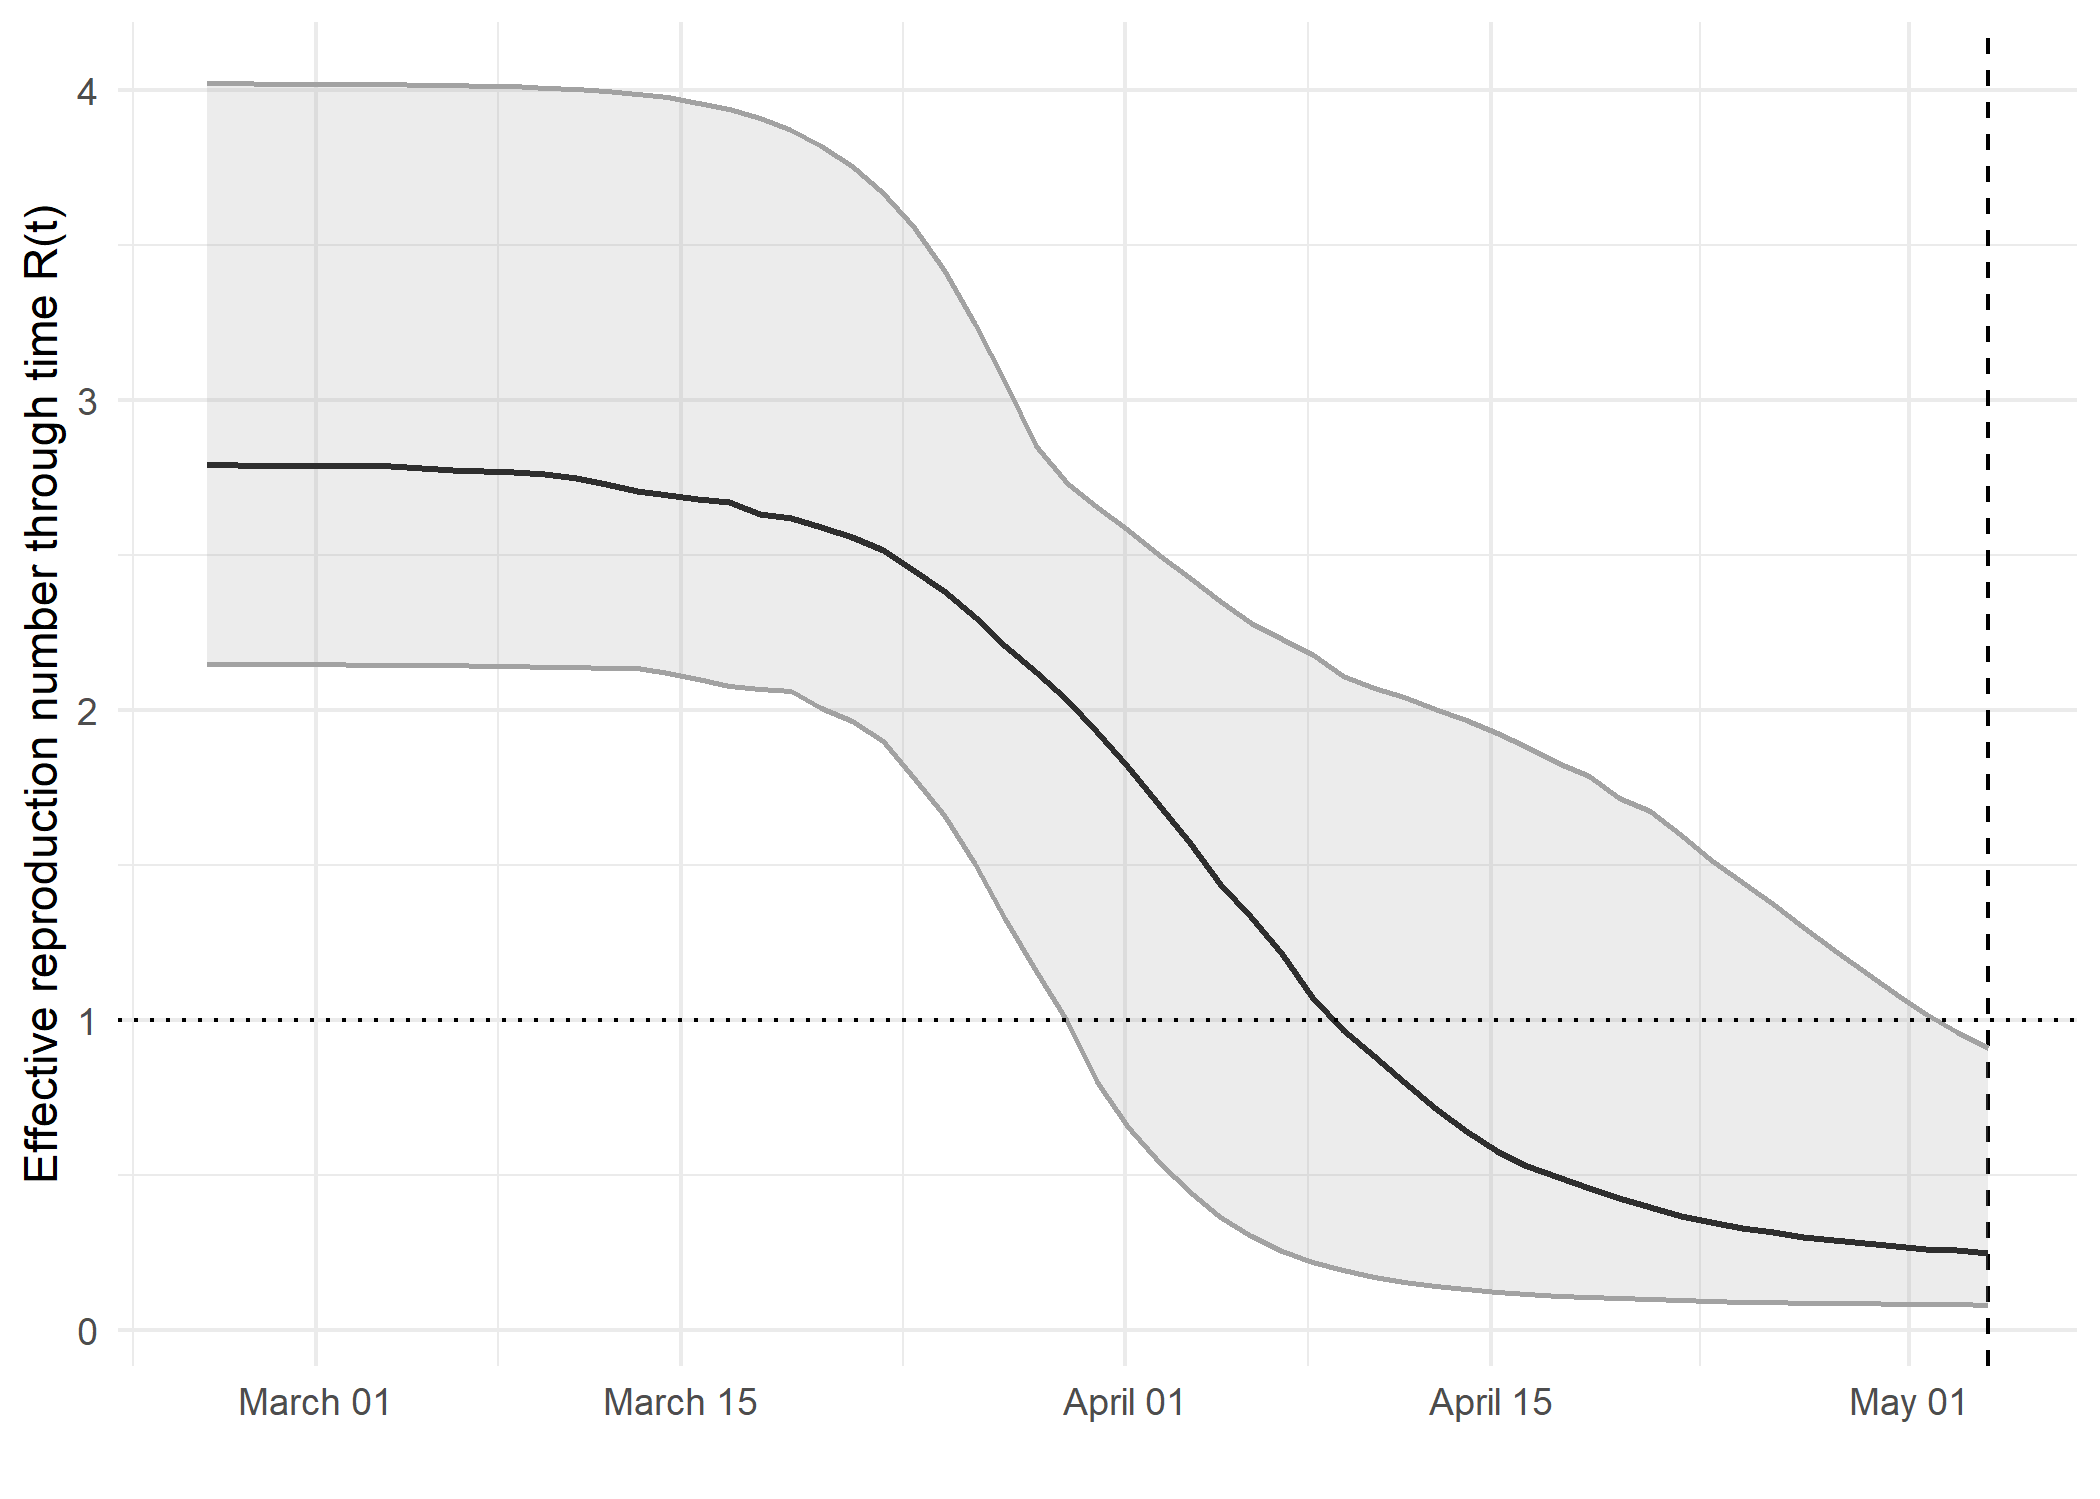 Effective reproduction number through time R(t)
4
3
2
1
0
March 01
March 15
April 01
April 15
May 01